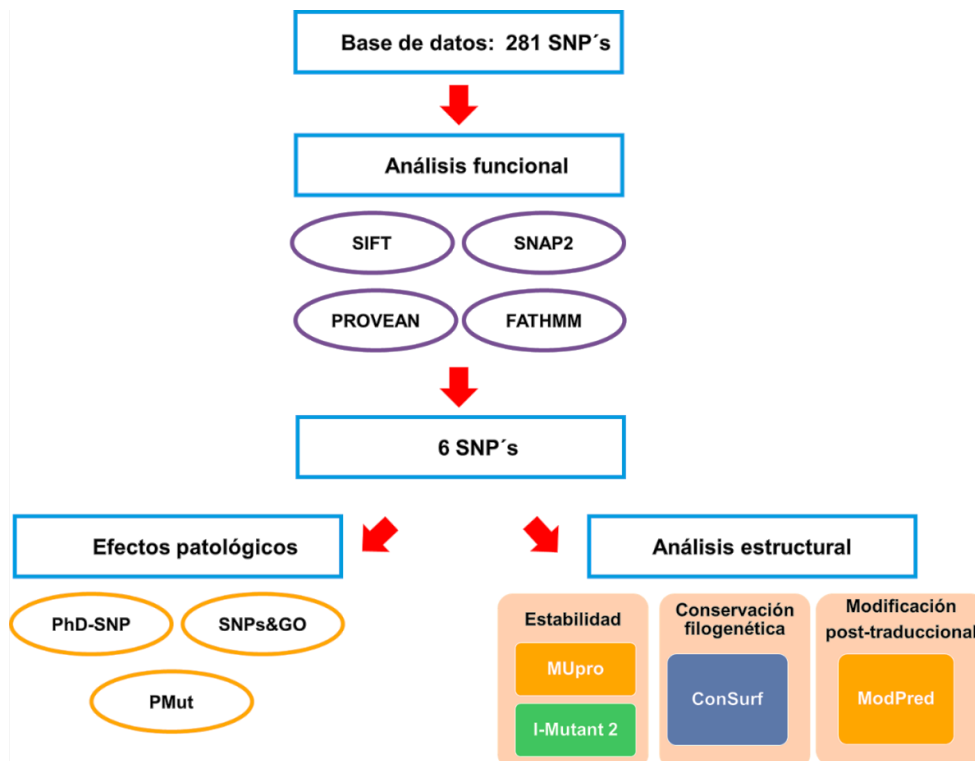 Base de datos: 281 SNP´s
Análisis funcional
SIFT
SNAP2
PROVEAN
FATHMM
6 SNP´s
Efectos patológicos
Análisis estructural
PhD-SNP
SNPs&GO
PMut
Estabilidad
MUpro
I-Mutant 2
Conservación
filogenética
ConSurf
Modificación
post-traduccional
ModPred